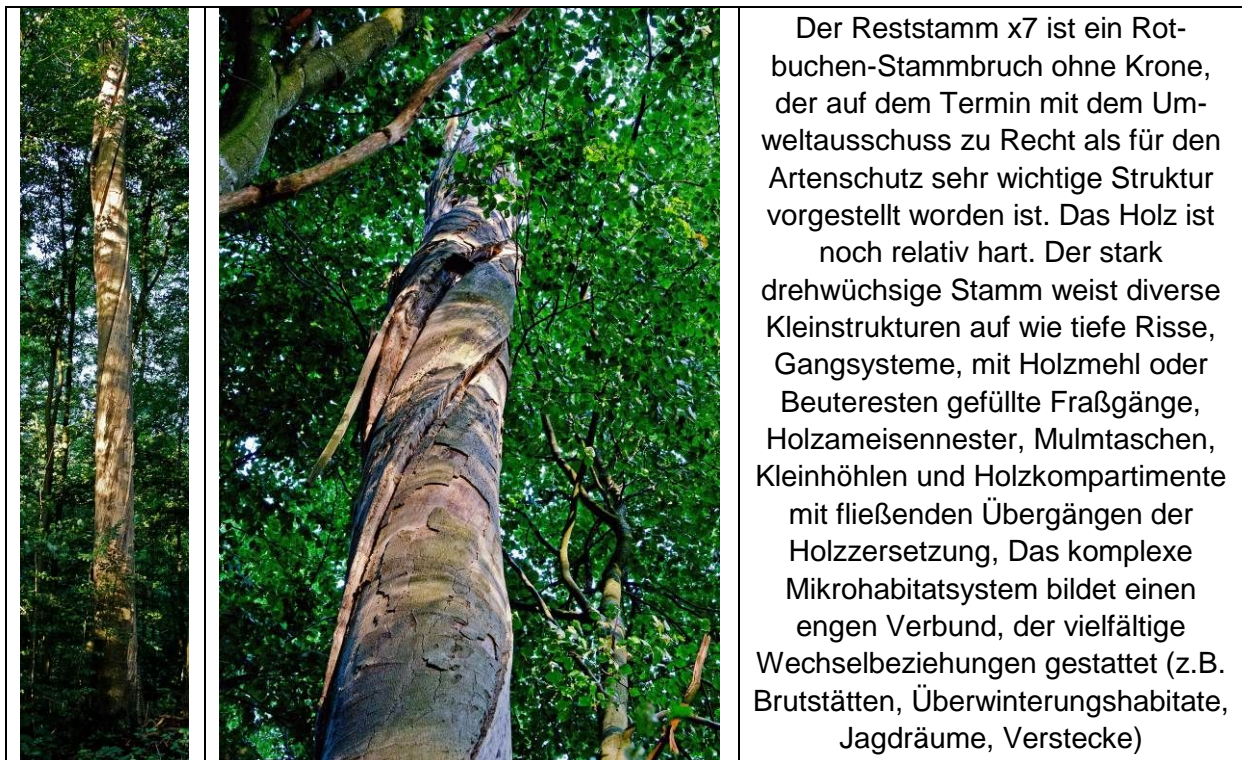 Der Reststamm x7 ist ein Rot-
buchen-Stammbruch ohne Krone,
der auf dem Termin mit dem Um-
weltausschuss zu Recht als für den
Artenschutz sehr wichtige Struktur
vorgestellt worden ist. Das Holz ist
noch relativ hart. Der stark
drehwüchsige Stamm weist diverse
Kleinstrukturen auf wie tiefe Risse,
Gangsysteme, mit Holzmehl oder
Beuteresten gefüllte Fraßgänge,
Holzameisennester, Mulmtaschen,
Kleinhöhlen und Holzkompartimente
mit fließenden Übergängen der
Holzzersetzung, Das komplexe
Mikrohabitatsystem bildet einen
engen Verbund, der vielfältige
Wechselbeziehungen gestattet (z.B.
Brutstätten, Überwinterungshabitate,
Jagdräume, Verstecke)